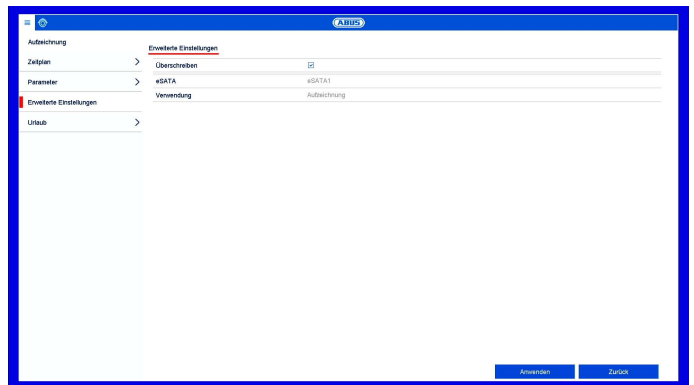 ABUS
Aufzeichnung
Zeitplan
Parameter
Erweiterte Einstellungen
Urlaub
Erweiterte Einstellungen
Überschreiben
eSATA eSATA1
Verwendung Aufzeichnung
Anwenden Zurück